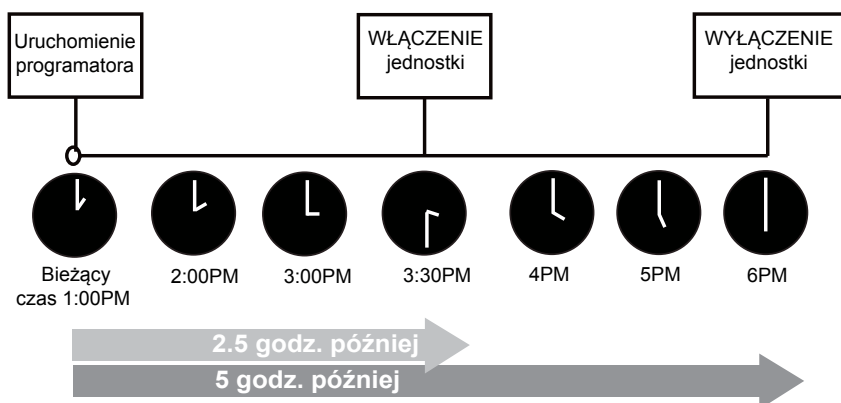 Uruchomienie
programatora
WŁĄCZENIE
jednostki
WYŁĄCZENIE
jednostki
Bieżący
czas 1:00PM
2:00PM
3:00PM
3:30PM
4PM
5PM
6PM
2.5 godz. później
5 godz. później